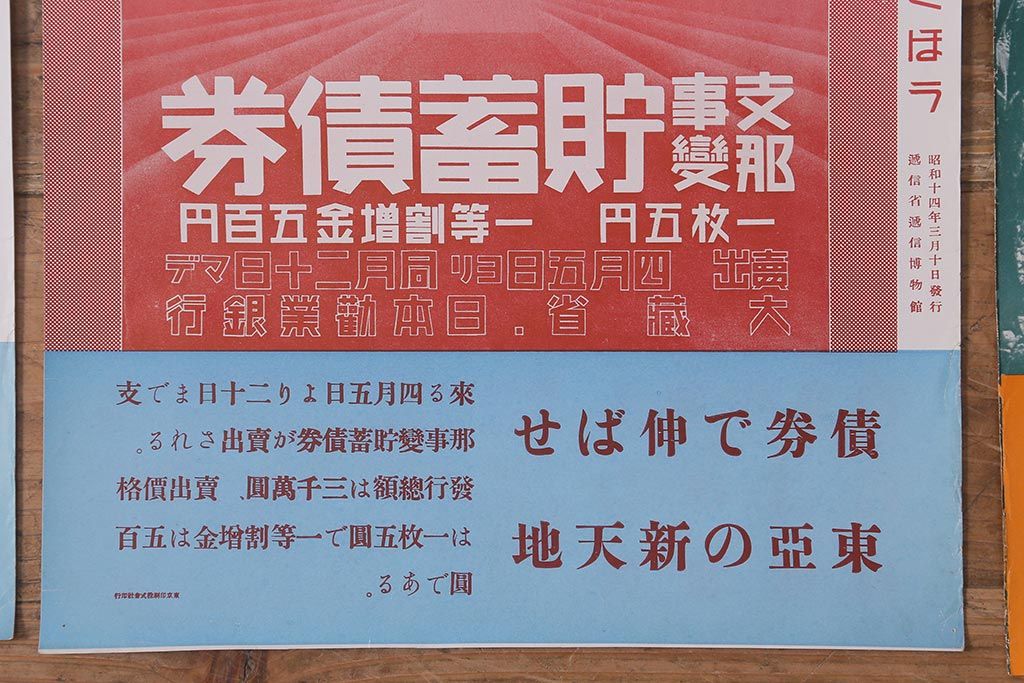 ほう
昭和十四年三月十日發行
遞信省遞信博物館
支那
事變
貯蓄債券
一枚五円 一等割增金五百円
賣出 四月五日ヨリ同月二十日マデ
大藏省.日本勸業銀行
債券で伸ばせ
東亞の新天地
來る四月五日より二十日まで支
那事變貯蓄債券が賣出される。
發行總額は三千萬圓、賣出價格
は一枚五圓で一等割增金は五百
圓である。
東京印刷株式會社印行